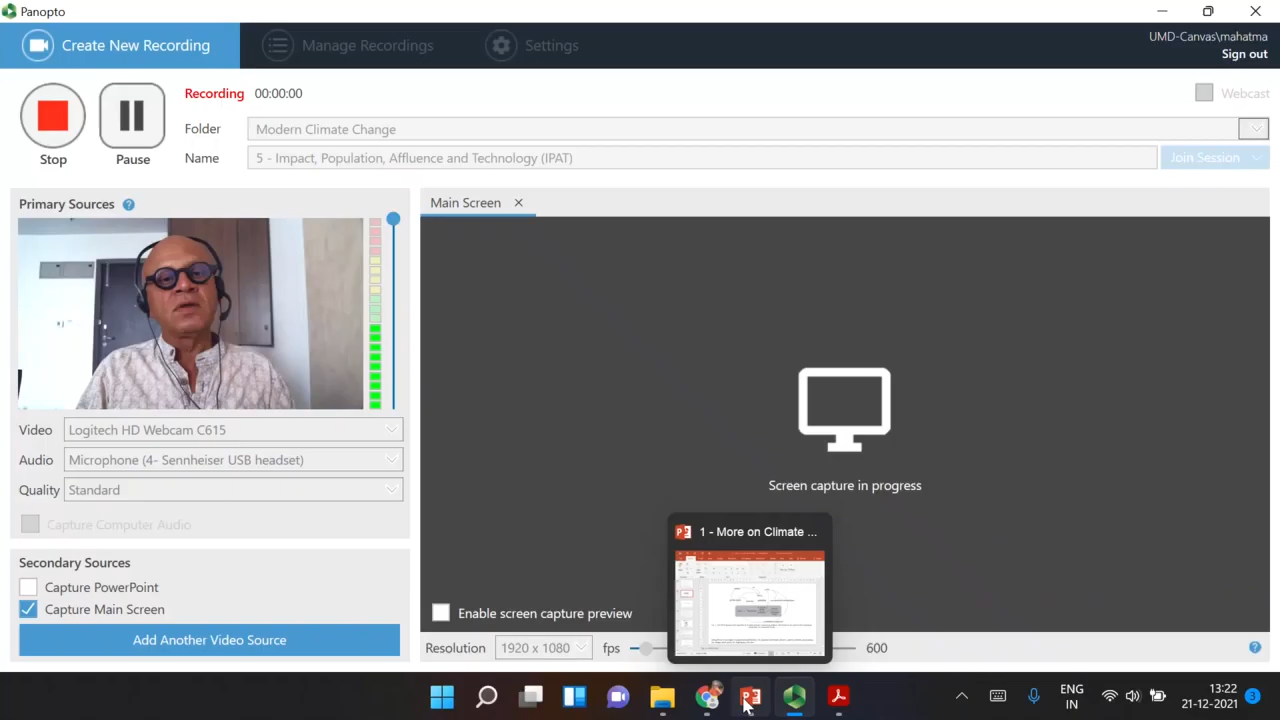 Panopto
Create New Recording
Manage Recordings
Settings
UMD-Canvas\mahatma
Sign out
Recording 00:00:00
Webcast
Folder
Modern Climate Change
Stop
Pause
Name
5 - Impact, Population, Affluence and Technology (IPAT)
Join Session
Primary Sources
Main Screen
Video
Logitech HD Webcam C615
Audio
Microphone (4- Sennheiser USB headset)
Quality
Standard
Capture Computer Audio
Secondary Sources
Capture PowerPoint
Capture Main Screen
Add Another Video Source
Screen capture in progress
1 - More on Climate ...
Enable screen capture preview
Resolution
1920 x 1080
fps
600
ENG
IN
13:22
21-12-2021
3